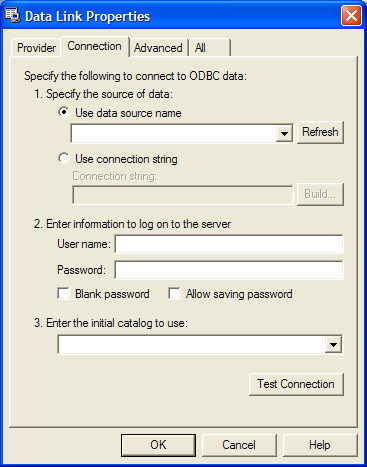 Data Link Properties
Provider Connection Advanced All
Specify the following to connect to ODBC data:
1. Specify the source of data:
Use data source name
Refresh
Use connection string
Connection string:
Build...
2. Enter information to log on to the server
User name:
Password:
Blank password Allow saving password
3. Enter the initial catalog to use:
Test Connection
OK Cancel Help